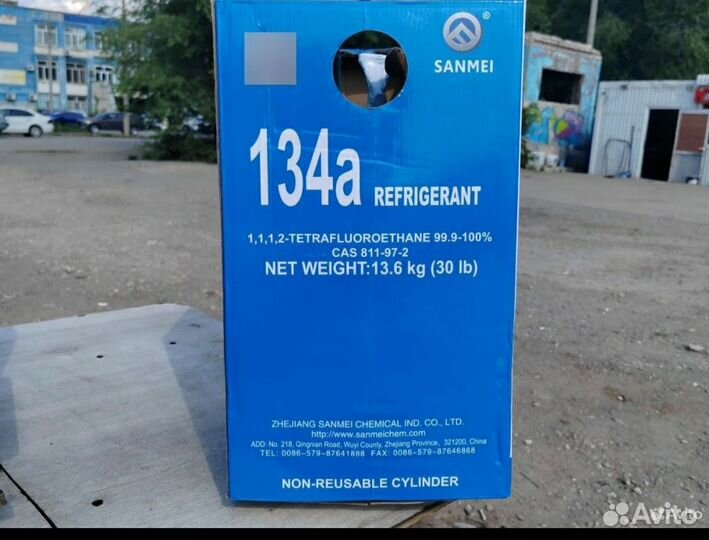 SANMEI®
134a REFRIGERANT
1,1,1,2-TETRAFLUOROETHANE 99.9-100%
CAS 811-97-2
NET WEIGHT:13.6 kg (30 lb)
ZHEJIANG SANMEI CHEMICAL IND. CO., LTD.
http://www.sanmeichem.com
ADD: No. 218, Qingnian Road, Wuyi County, Zhejiang Province, 321200, China
TEL: 0086-579-87641888 FAX: 0086-579-87646868
NON-REUSABLE CYLINDER
Avito